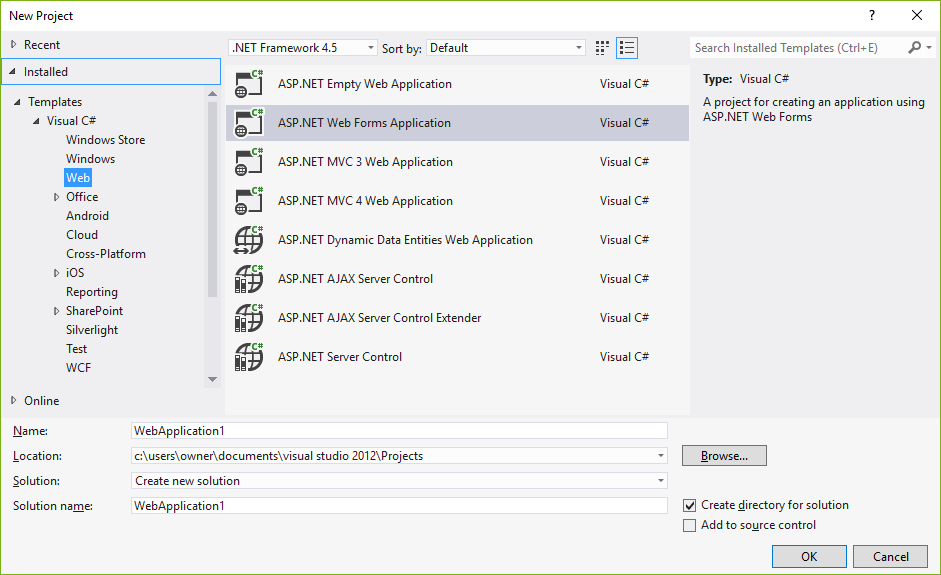 New Project
?
Recent
.NET Framework 4.5
Sort by: Default
Search Installed Templates (Ctrl+E)
Installed
Templates
Visual C#
Windows Store
Windows
Web
Office
Android
Cloud
Cross-Platform
iOS
Reporting
SharePoint
Silverlight
Test
WCF
Online
C# ASP.NET Empty Web Application Visual C#
C# ASP.NET Web Forms Application Visual C#
C# ASP.NET MVC 3 Web Application Visual C#
C# ASP.NET MVC 4 Web Application Visual C#
C# ASP.NET Dynamic Data Entities Web Application Visual C#
C# ASP.NET AJAX Server Control Visual C#
C# ASP.NET AJAX Server Control Extender Visual C#
C# ASP.NET Server Control Visual C#
Type: Visual C#
A project for creating an application using
ASP.NET Web Forms
Name: WebApplication1
Location: c:\users\owner\documents\visual studio 2012\Projects
Browse...
Solution: Create new solution
Solution name: WebApplication1
Create directory for solution
Add to source control
OK
Cancel